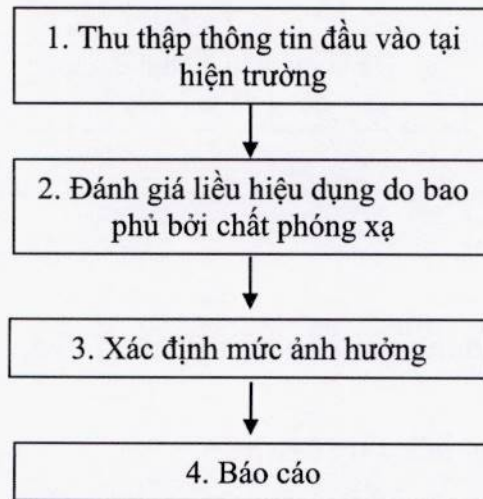 1. Thu thập thông tin đầu vào tại
hiện trường
2. Đánh giá liều hiệu dụng do bao
phủ bởi chất phóng xạ
3. Xác định mức ảnh hưởng
4. Báo cáo